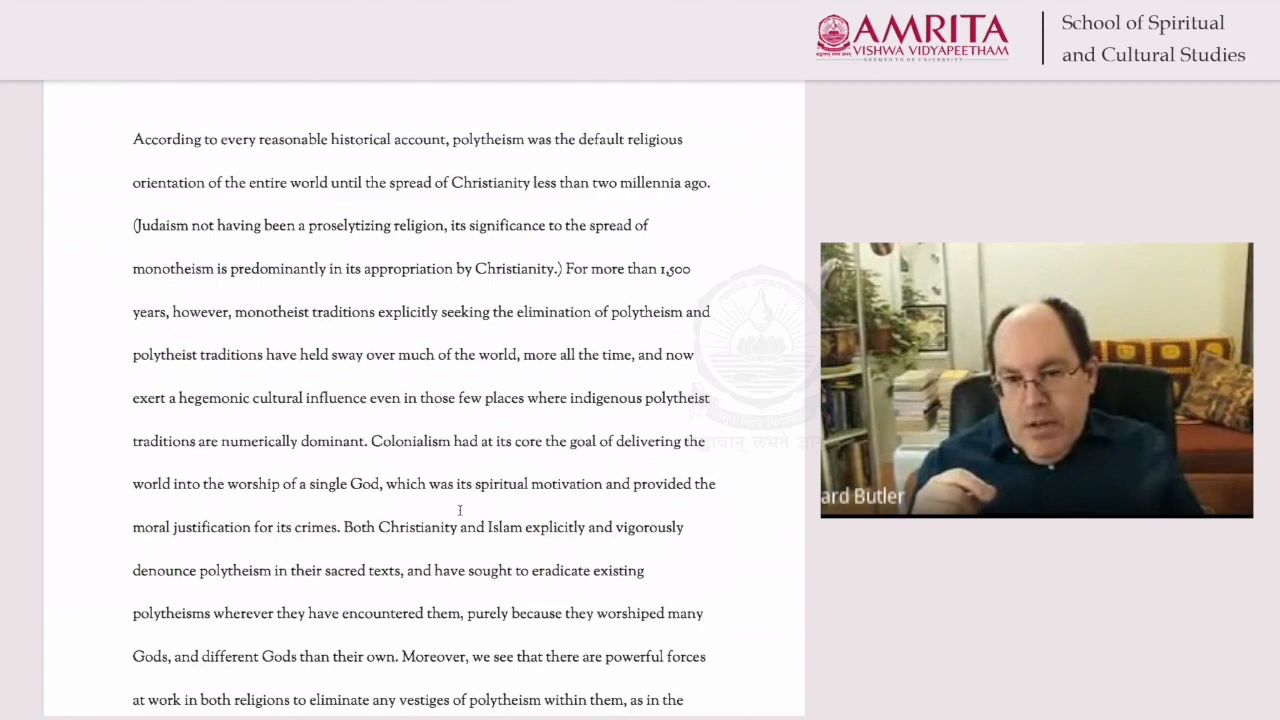 AMRITA
VISHWA VIDYAPEETHAM
DEEMED TO BE UNIVERSITY
School of Spiritual
and Cultural Studies
According to every reasonable historical account, polytheism was the default religious
orientation of the entire world until the spread of Christianity less than two millennia ago.
(Judaism not having been a proselytizing religion, its significance to the spread of
monotheism is predominantly in its appropriation by Christianity.) For more than 1,500
years, however, monotheist traditions explicitly seeking the elimination of polytheism and
polytheist traditions have held sway over much of the world, more all the time, and now
exert a hegemonic cultural influence even in those few places where indigenous polytheist
traditions are numerically dominant. Colonialism had at its core the goal of delivering the
world into the worship of a single God, which was its spiritual motivation and provided the
moral justification for its crimes. Both Christianity and Islam explicitly and vigorously
denounce polytheism in their sacred texts, and have sought to eradicate existing
polytheisms wherever they have encountered them, purely because they worshiped many
Gods, and different Gods than their own. Moreover, we see that there are powerful forces
at work in both religions to eliminate any vestiges of polytheism within them, as in the
ard Butler